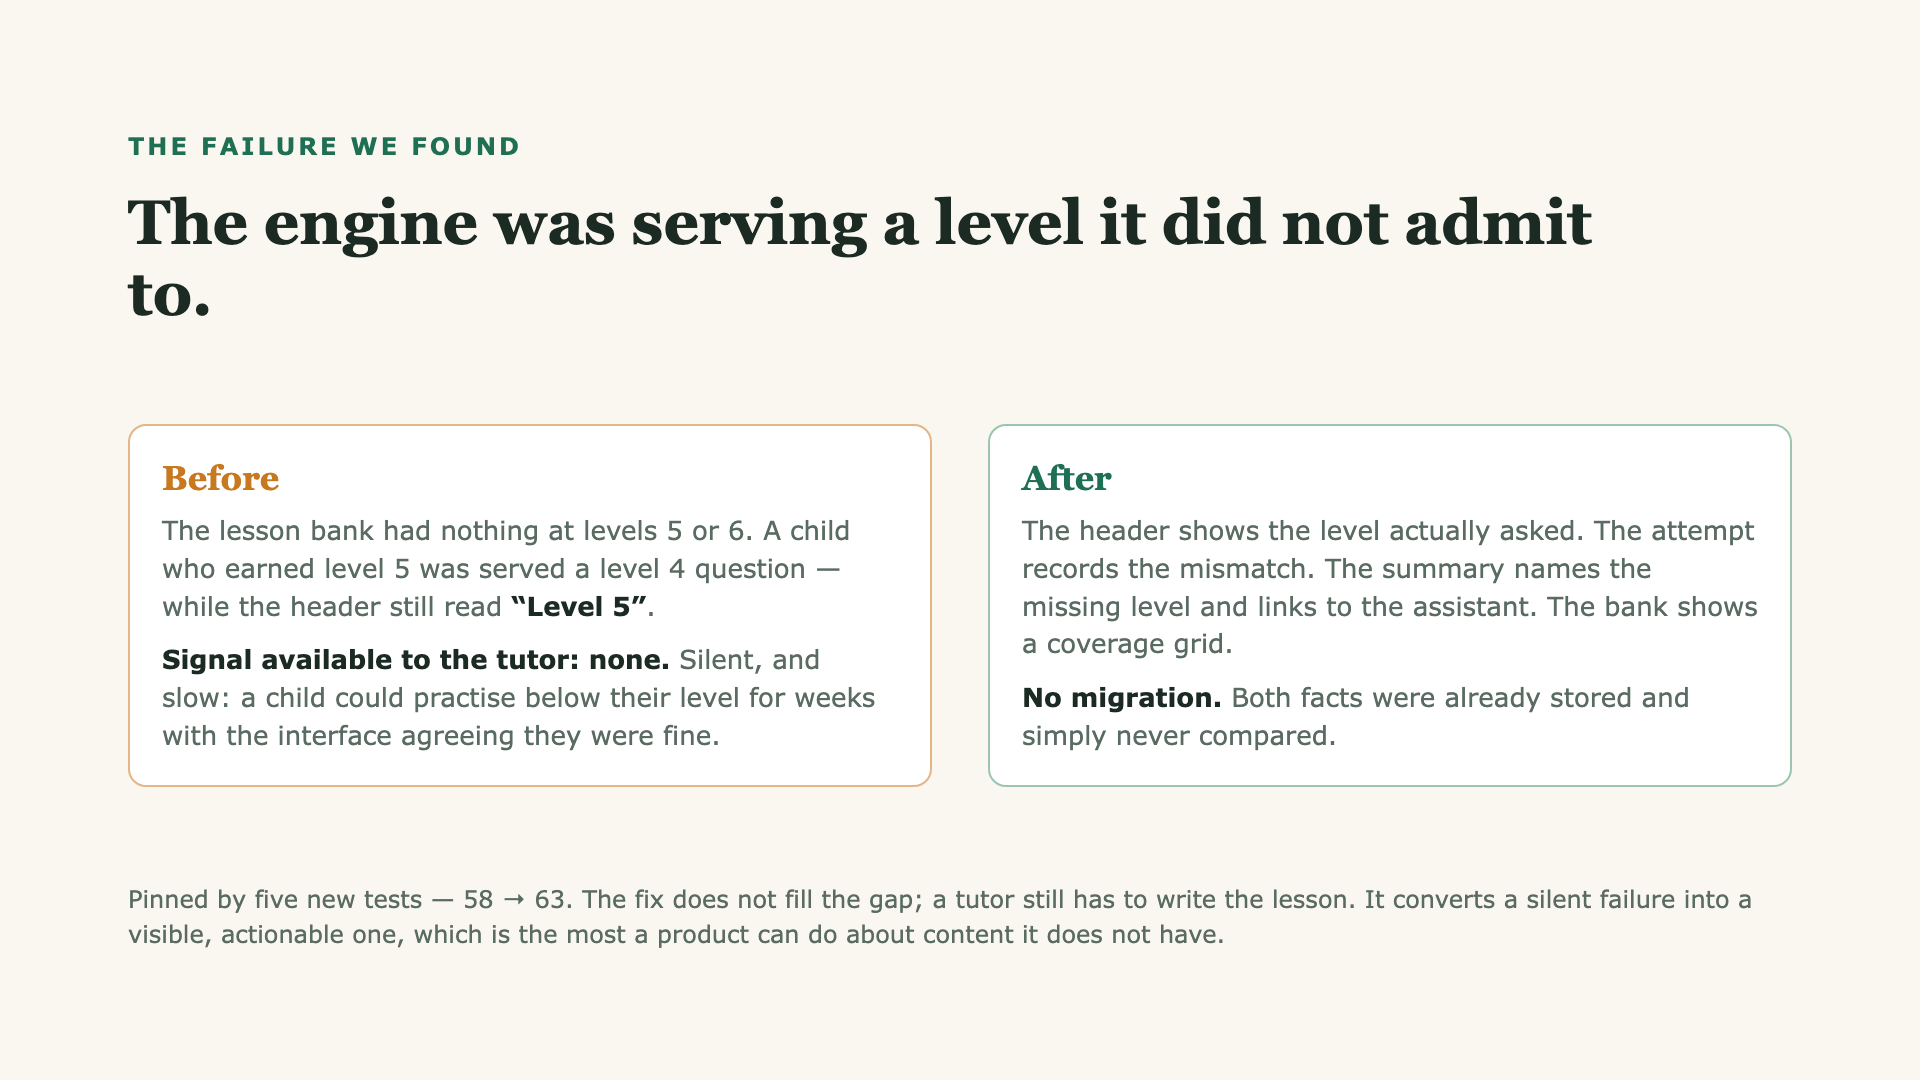 THE FAILURE WE FOUND
The engine was serving a level it did not admit
to.
Before
The lesson bank had nothing at levels 5 or 6. A child
who earned level 5 was served a level 4 question —
while the header still read “Level 5”.
Signal available to the tutor: none. Silent, and
slow: a child could practise below their level for weeks
with the interface agreeing they were fine.
After
The header shows the level actually asked. The attempt
records the mismatch. The summary names the
missing level and links to the assistant. The bank shows
a coverage grid.
No migration. Both facts were already stored and
simply never compared.
Pinned by five new tests — 58 → 63. The fix does not fill the gap; a tutor still has to write the lesson. It converts a silent failure into a
visible, actionable one, which is the most a product can do about content it does not have.